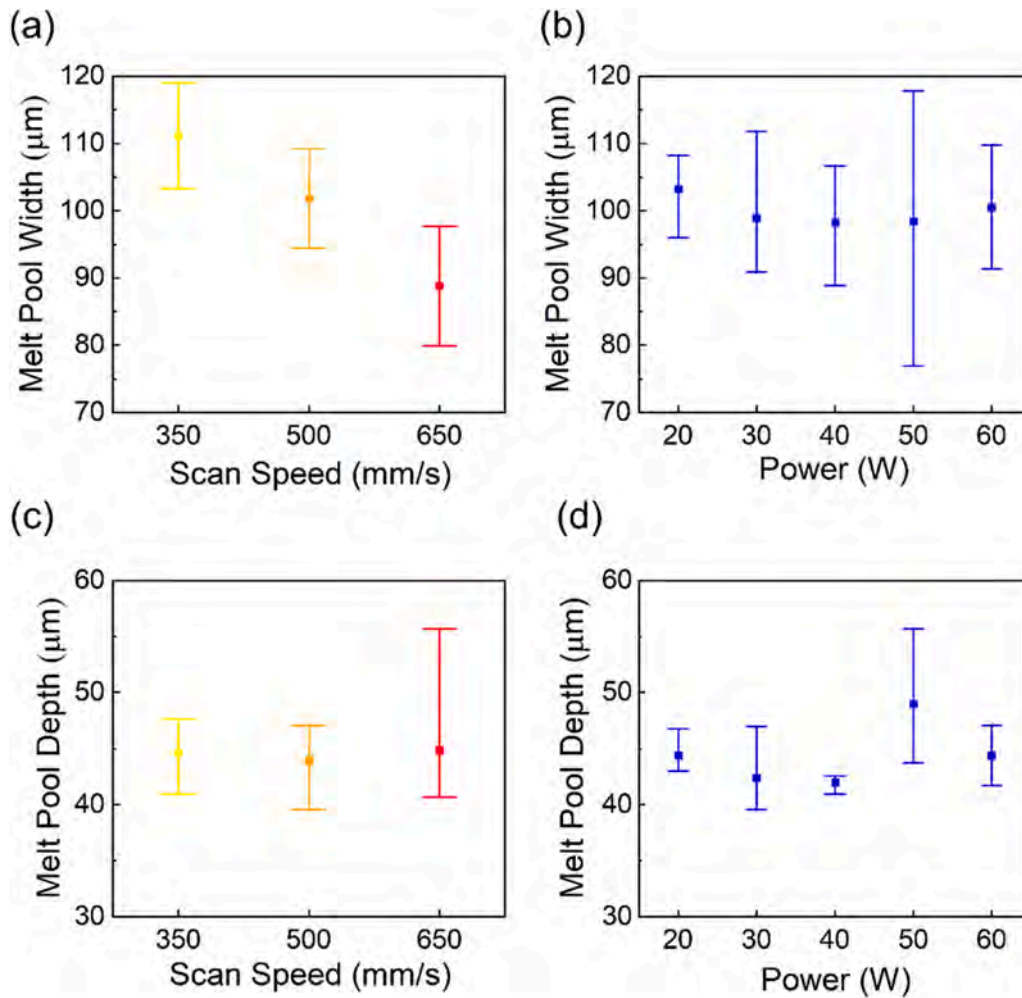 (a)
Melt Pool Width (μm)
120
110
100
90
80
70
350 500 650
Scan Speed (mm/s)
(b)
Melt Pool Width (μm)
120
110
100
90
80
70
20 30 40 50 60
Power (W)
(c)
Melt Pool Depth (μm)
60
50
40
30
350 500 650
Scan Speed (mm/s)
(d)
Melt Pool Depth (μm)
60
50
40
30
20 30 40 50 60
Power (W)